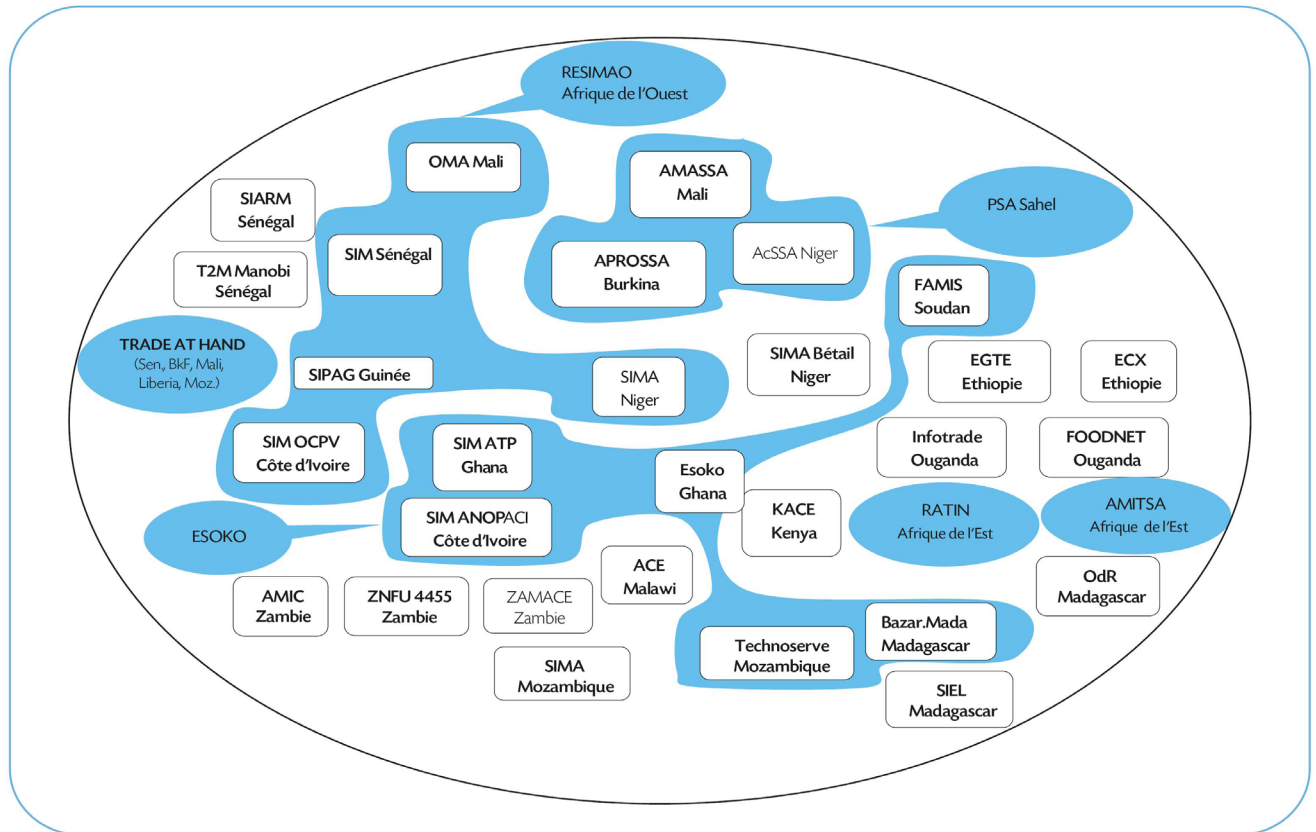 RESIMAO
Afrique de l'Ouest
OMA Mali
AMASSA
Mali
SIARM
Sénégal
PSA Sahel
SIM Sénégal
AcSSA Niger
T2M Manobi
Sénégal
APROSSA
Burkina
FAMIS
Soudan
TRADE AT HAND
(Sen., BkF, Mali,
Liberia, Moz.)
SIPAG Guinée
SIMA
Niger
SIMA Bétail
Niger
EGTE
Ethiopie
ECX
Ethiopie
SIM OCPV
Côte d'Ivoire
SIM ATP
Ghana
Esoko
Ghana
Infotrade
Ouganda
FOODNET
Ouganda
ESOKO
SIM ANOPACI
Côte d'Ivoire
KACE
Kenya
RATIN
Afrique de l'Est
AMITSA
Afrique de l'Est
ACE
Malawi
OdR
Madagascar
AMIC
Zambie
ZNFU 4455
Zambie
ZAMACE
Zambie
Bazar.Mada
Madagascar
Technoserve
Mozambique
SIMA
Mozambique
SIEL
Madagascar